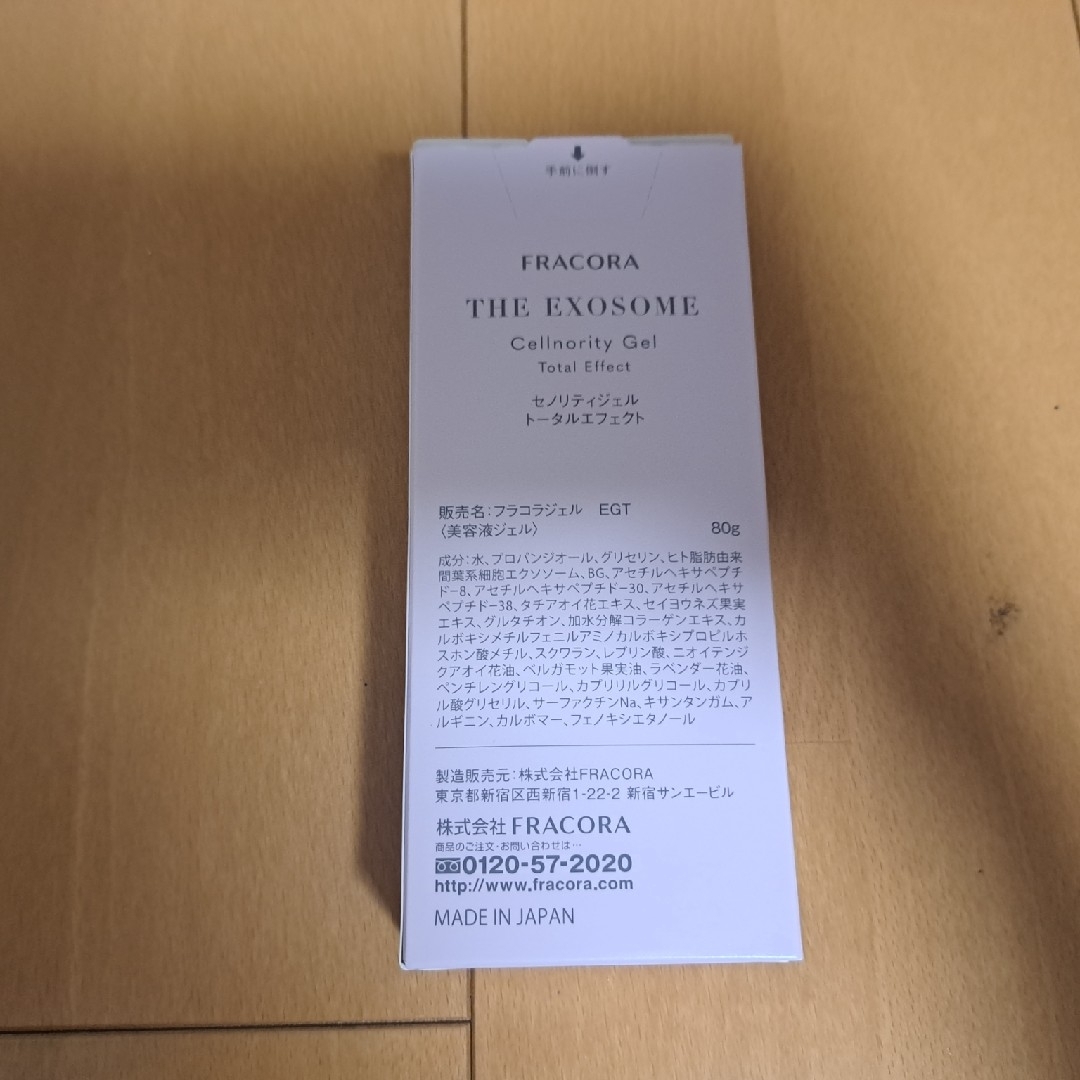 手前に倒す
FRACORA
THE EXOSOME
Cellnority Gel
Total Effect
セノリティジェル
トータルエフェクト
販売名:フラコラジェル EGT
〈美容液ジェル〉 80g
成分:水、プロパンジオール、グリセリン、ヒト脂肪由来
間葉系細胞エクソソーム、BG、アセチルヘキサペプチ
ド-8、アセチルヘキサペプチド-30、アセチルヘキサ
ペプチド-38、タチアオイ花エキス、セイヨウネズ果実
エキス、グルタチオン、加水分解コラーゲンエキス、カ
ルボキシメチルフェニルアミノカルボキシプロピルホ
スホン酸メチル、スクワラン、レブリン酸、ニオイテンジ
クアオイ花油、ベルガモット果実油、ラベンダー花油、
ペンチレングリコール、カプリリルグリコール、カプリ
ル酸グリセリル、サーファクチンNa、キサンタンガム、ア
ルギニン、カルボマー、フェノキシエタノール
製造販売元:株式会社FRACORA
東京都新宿区西新宿1-22-2 新宿サンエービル
株式会社FRACORA
商品のご注文・お問い合わせは…
0120-57-2020
http://www.fracora.com
MADE IN JAPAN